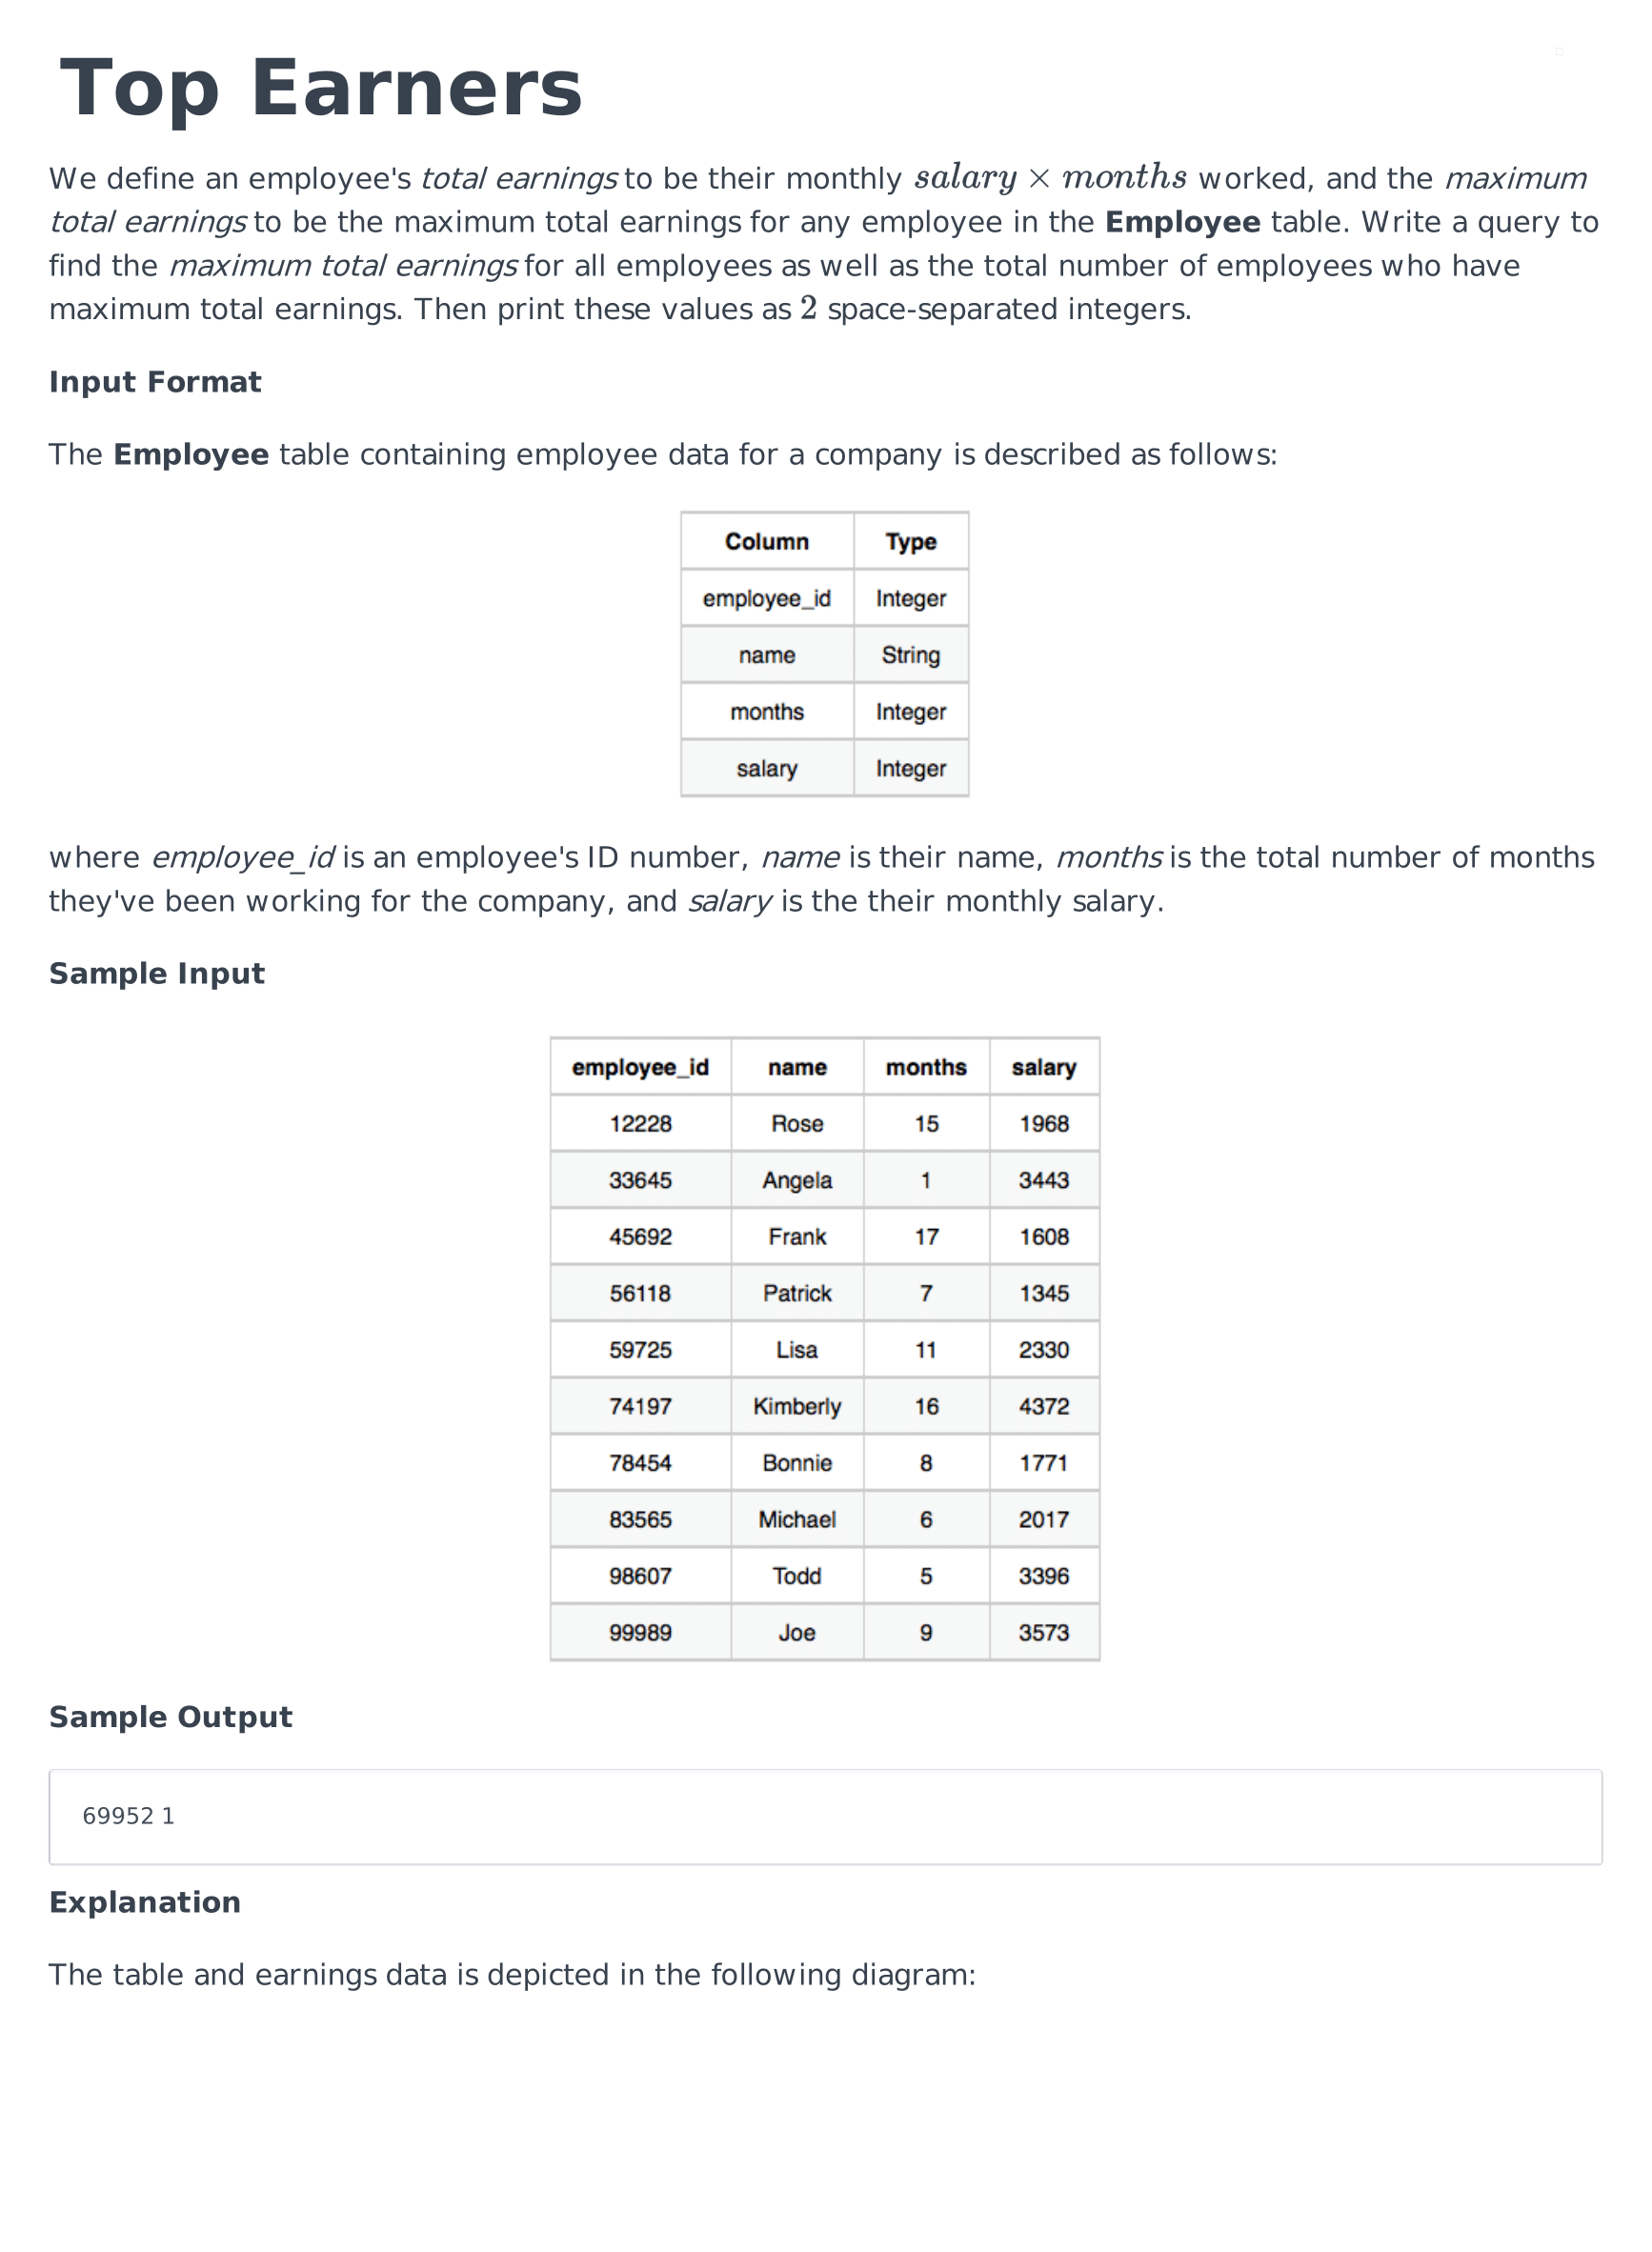 Top Earners
We define an employee's total earnings to be their monthly salary × months worked, and the maximum
total earnings to be the maximum total earnings for any employee in the Employee table. Write a query to
find the maximum total earnings for all employees as well as the total number of employees who have
maximum total earnings. Then print these values as 2 space-separated integers.
Input Format
The Employee table containing employee data for a company is described as follows:
Column Type
employee_id Integer
name String
months Integer
salary Integer
where employee_id is an employee's ID number, name is their name, months is the total number of months
they've been working for the company, and salary is the their monthly salary.
Sample Input
employee_id name months salary
12228 Rose 15 1968
33645 Angela 1 3443
45692 Frank 17 1608
56118 Patrick 7 1345
59725 Lisa 11 2330
74197 Kimberly 16 4372
78454 Bonnie 8 1771
83565 Michael 6 2017
98607 Todd 5 3396
99989 Joe 9 3573
Sample Output
69952 1
Explanation
The table and earnings data is depicted in the following diagram: